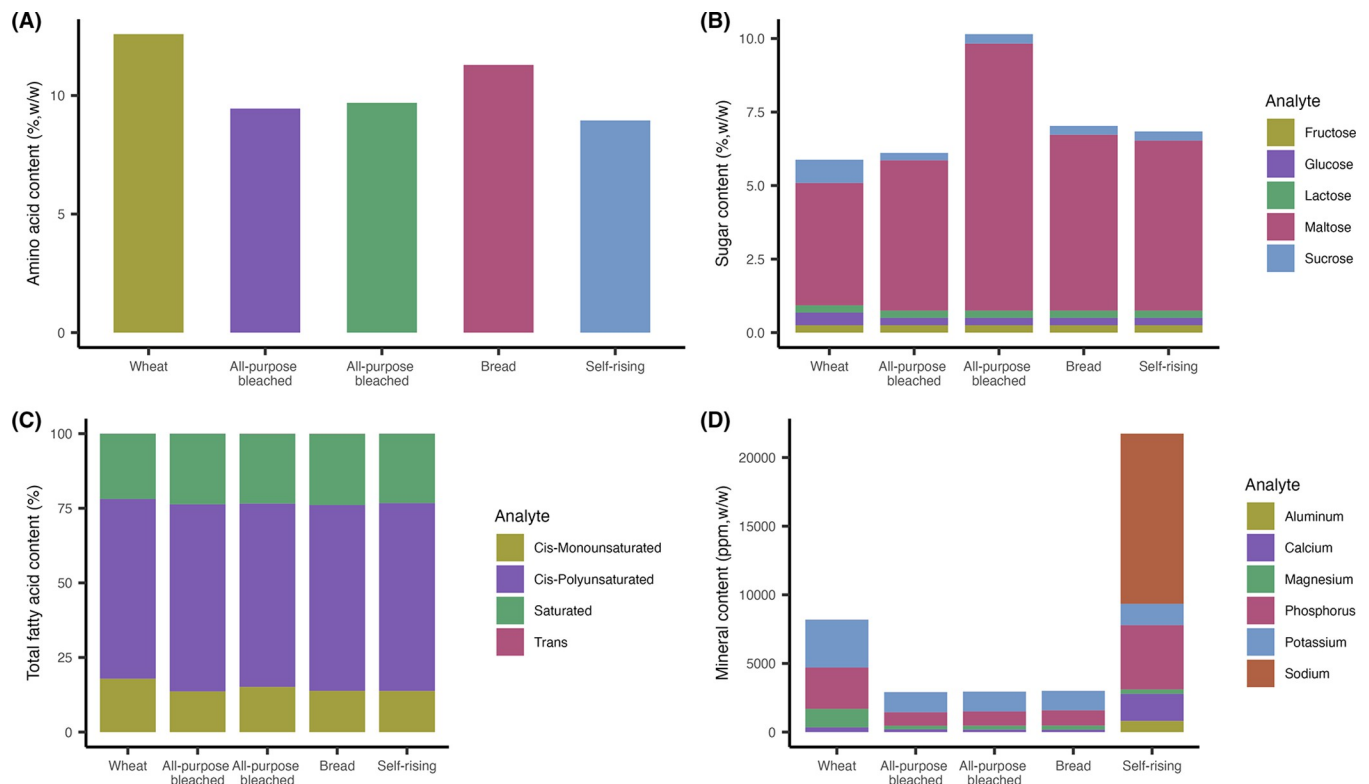 (A)
Amino acid content (%,w/w)
10
5
0
Wheat
All-purpose
bleached
All-purpose
bleached
Bread
Self-rising
(B)
Sugar content (%,w/w)
10.0
7.5
5.0
2.5
0.0
Wheat
All-purpose
bleached
All-purpose
bleached
Bread
Self-rising
Analyte
Fructose
Glucose
Lactose
Maltose
Sucrose
(C)
Total fatty acid content (%)
100
75
50
25
0
Wheat
All-purpose
bleached
All-purpose
bleached
Bread
Self-rising
Analyte
Cis-Monounsaturated
Cis-Polyunsaturated
Saturated
Trans
(D)
Mineral content (ppm,w/w)
20000
15000
10000
5000
0
Wheat
All-purpose
bleached
All-purpose
bleached
Bread
Self-rising
Analyte
Aluminum
Calcium
Magnesium
Phosphorus
Potassium
Sodium